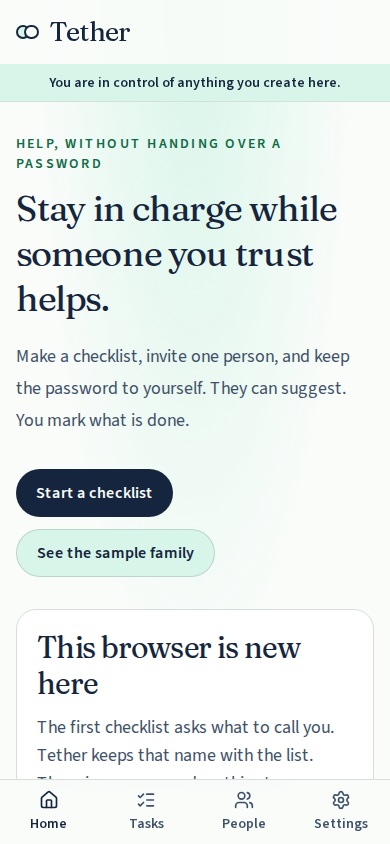 Tether
You are in control of anything you create here.
HELP, WITHOUT HANDING OVER A
PASSWORD
Stay in charge while
someone you trust
helps.
Make a checklist, invite one person, and keep
the password to yourself. They can suggest.
You mark what is done.
Start a checklist
See the sample family
This browser is new
here
The first checklist asks what to call you.
Tether keeps that name with the list.
Home
Tasks
People
Settings